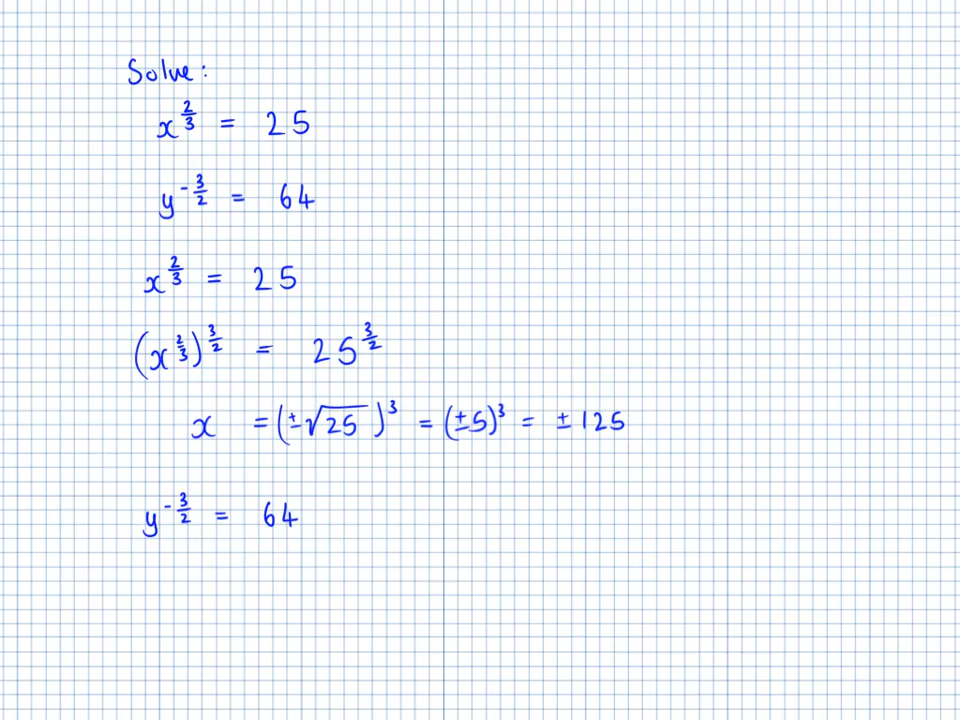 Solve:
x^(2/3) = 25
y^(-3/2) = 64
x^(2/3) = 25
(x^(2/3))^(3/2) = 25^(3/2)
x = (±√25)^3 = (±5)^3 = ±125
y^(-3/2) = 64